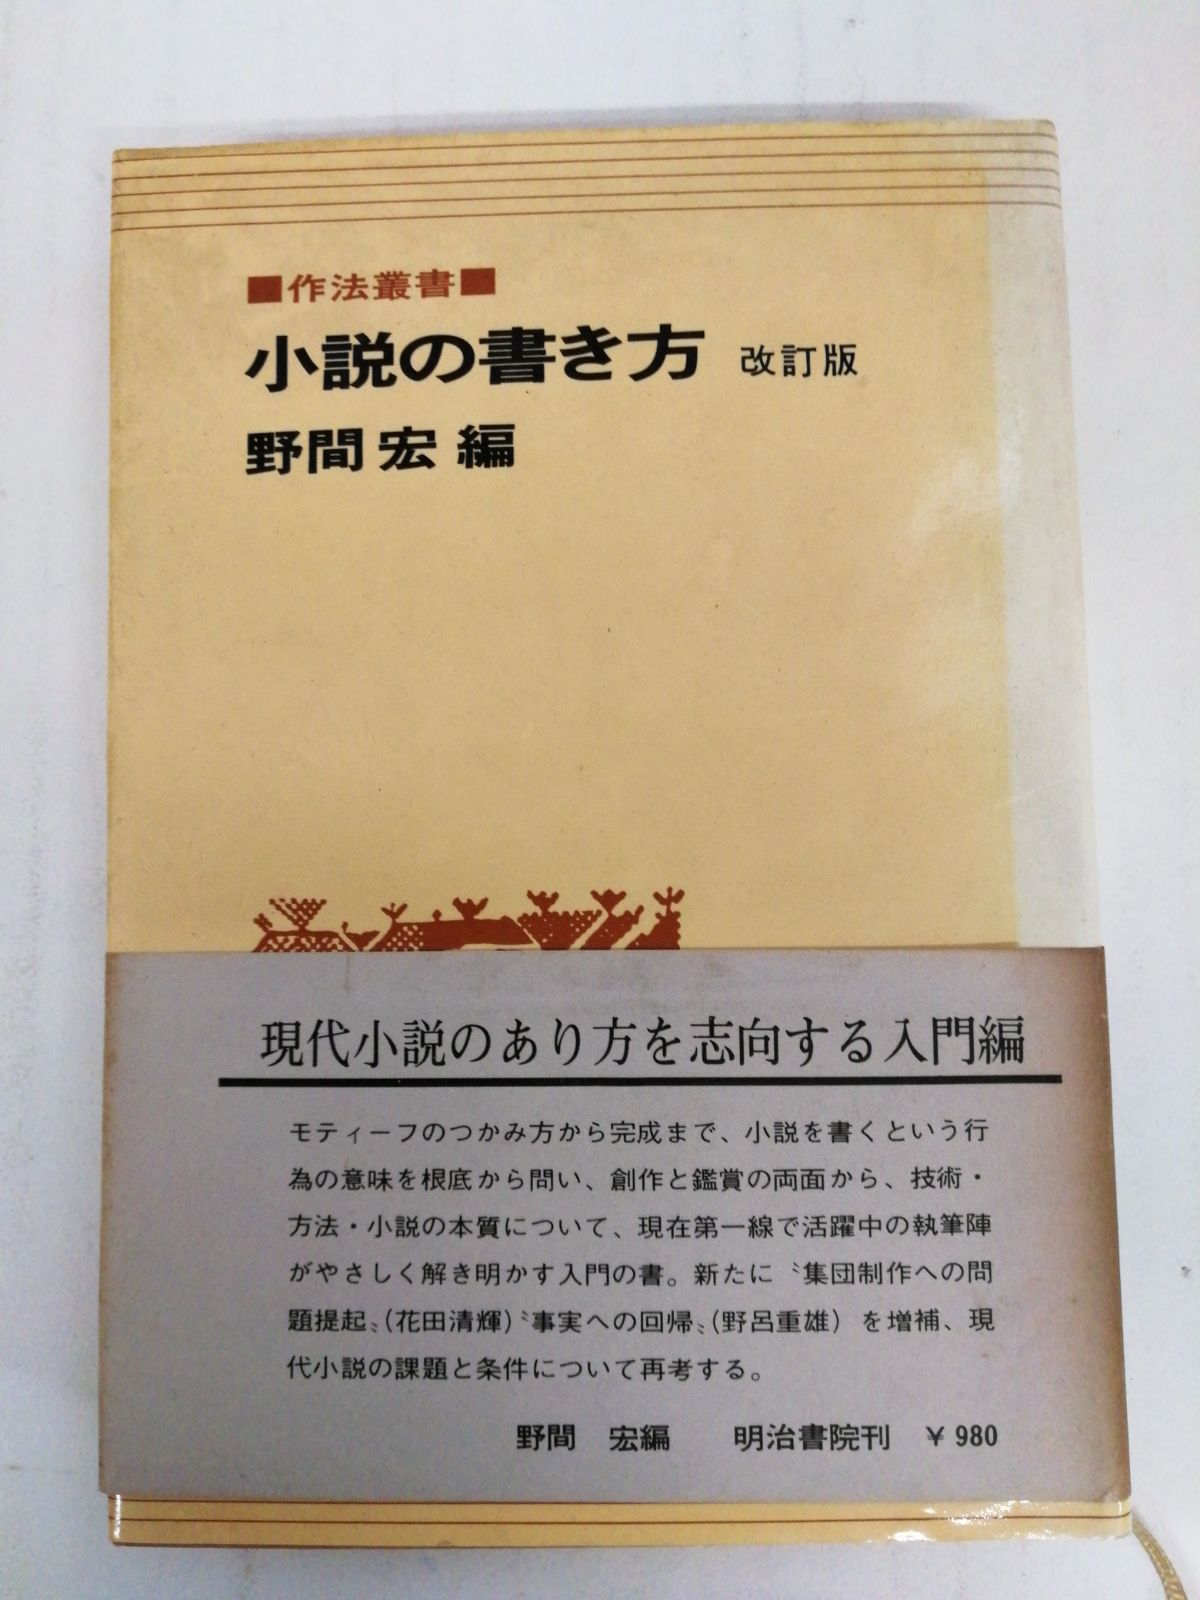 ■作法叢書■
小説の書き方 改訂版
野間宏編
現代小説のあり方を志向する入門編
モティーフのつかみ方から完成まで、小説を書くという行
為の意味を根底から問い、創作と鑑賞の両面から、技術・
方法・小説の本質について、現在第一線で活躍中の執筆陣
がやさしく解き明かす入門の書。新たに〝集団制作への問
題提起〟(花田清輝)〝事実への回帰〟(野呂重雄)を増補、現
代小説の課題と条件について再考する。
野間 宏編 明治書院刊 ¥980